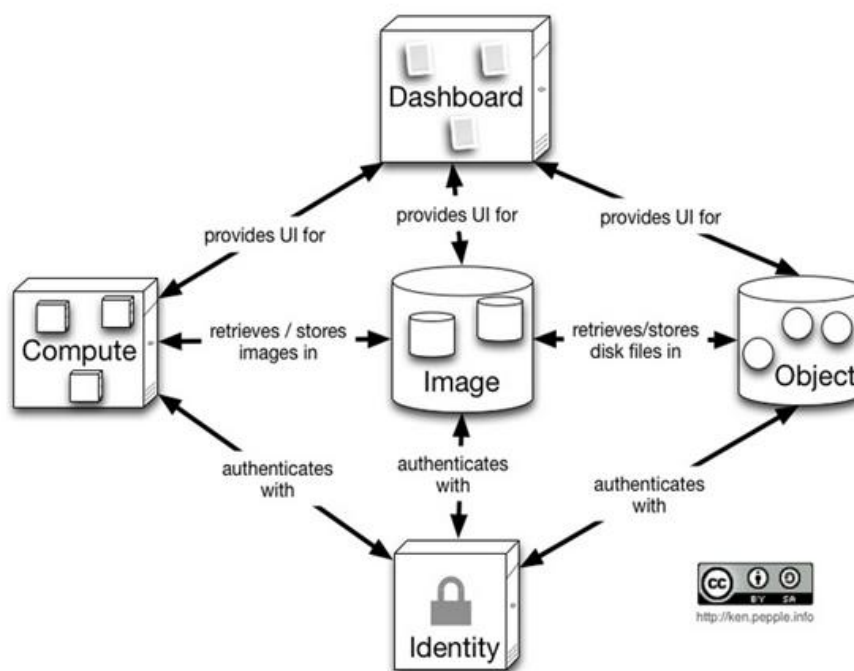 Dashboard
provides UI for
provides UI for
provides UI for
Compute
retrieves / stores
images in
Image
retrieves/stores
disk files in
Object
authenticates
with
authenticates
with
authenticates
with
Identity
cc
BY SA
http://ken.pepple.info